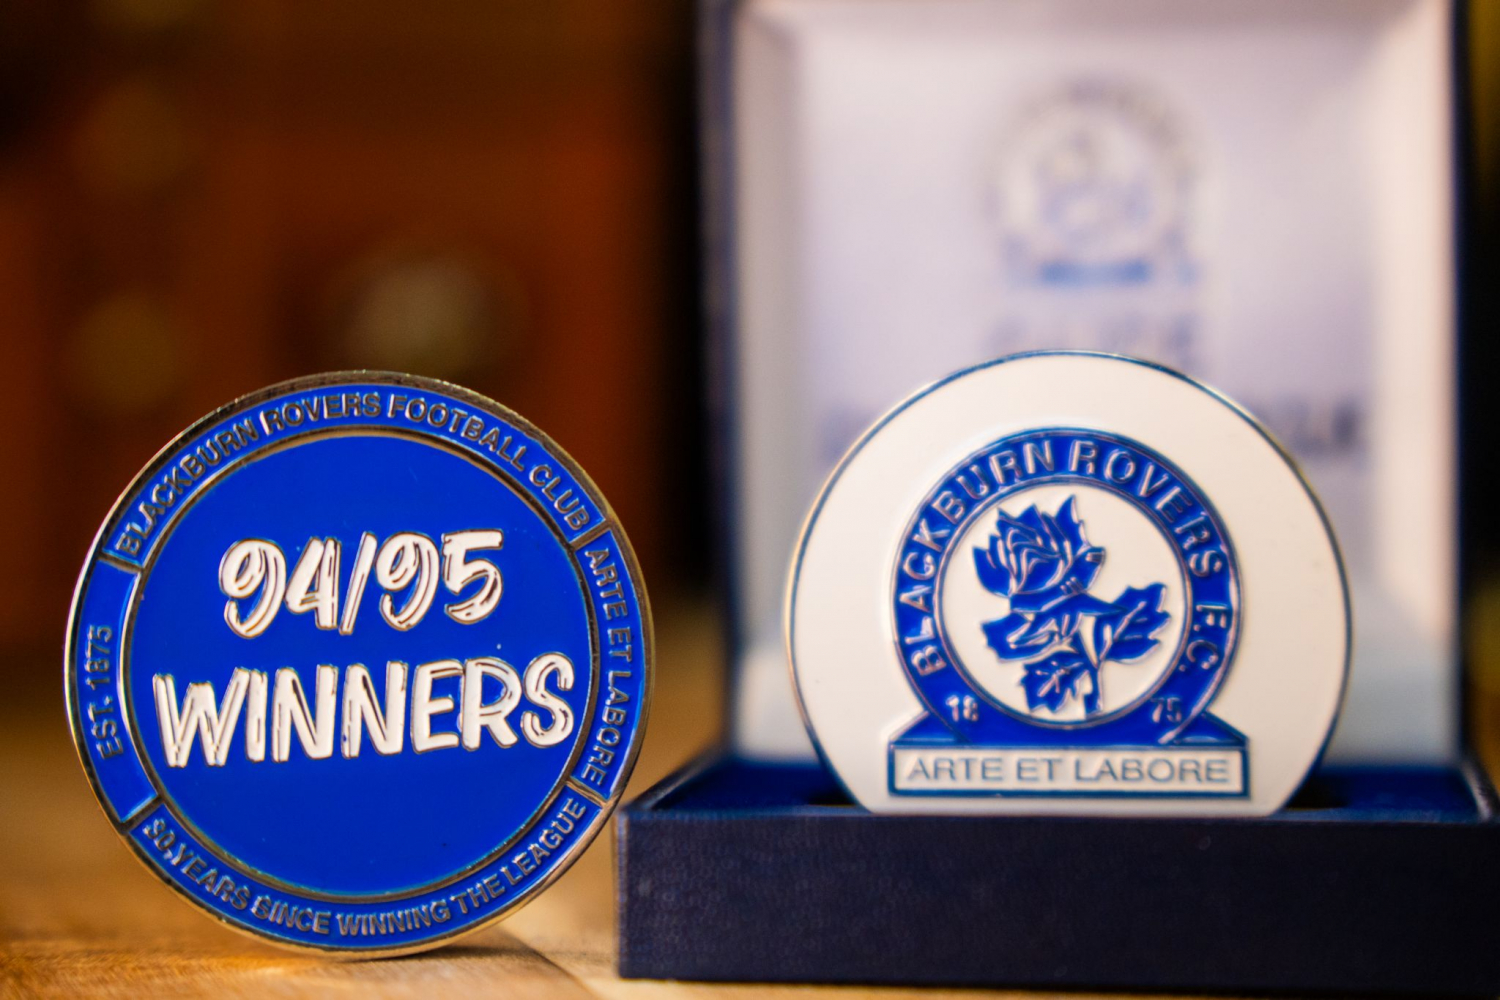 BLACKBURN ROVERS FOOTBALL CLUB
94/95
WINNERS
EST. 1875
ARTE ET LABORE
30 YEARS SINCE WINNING THE LEAGUE
BLACKBURN ROVERS F.C.
18 75
ARTE ET LABORE